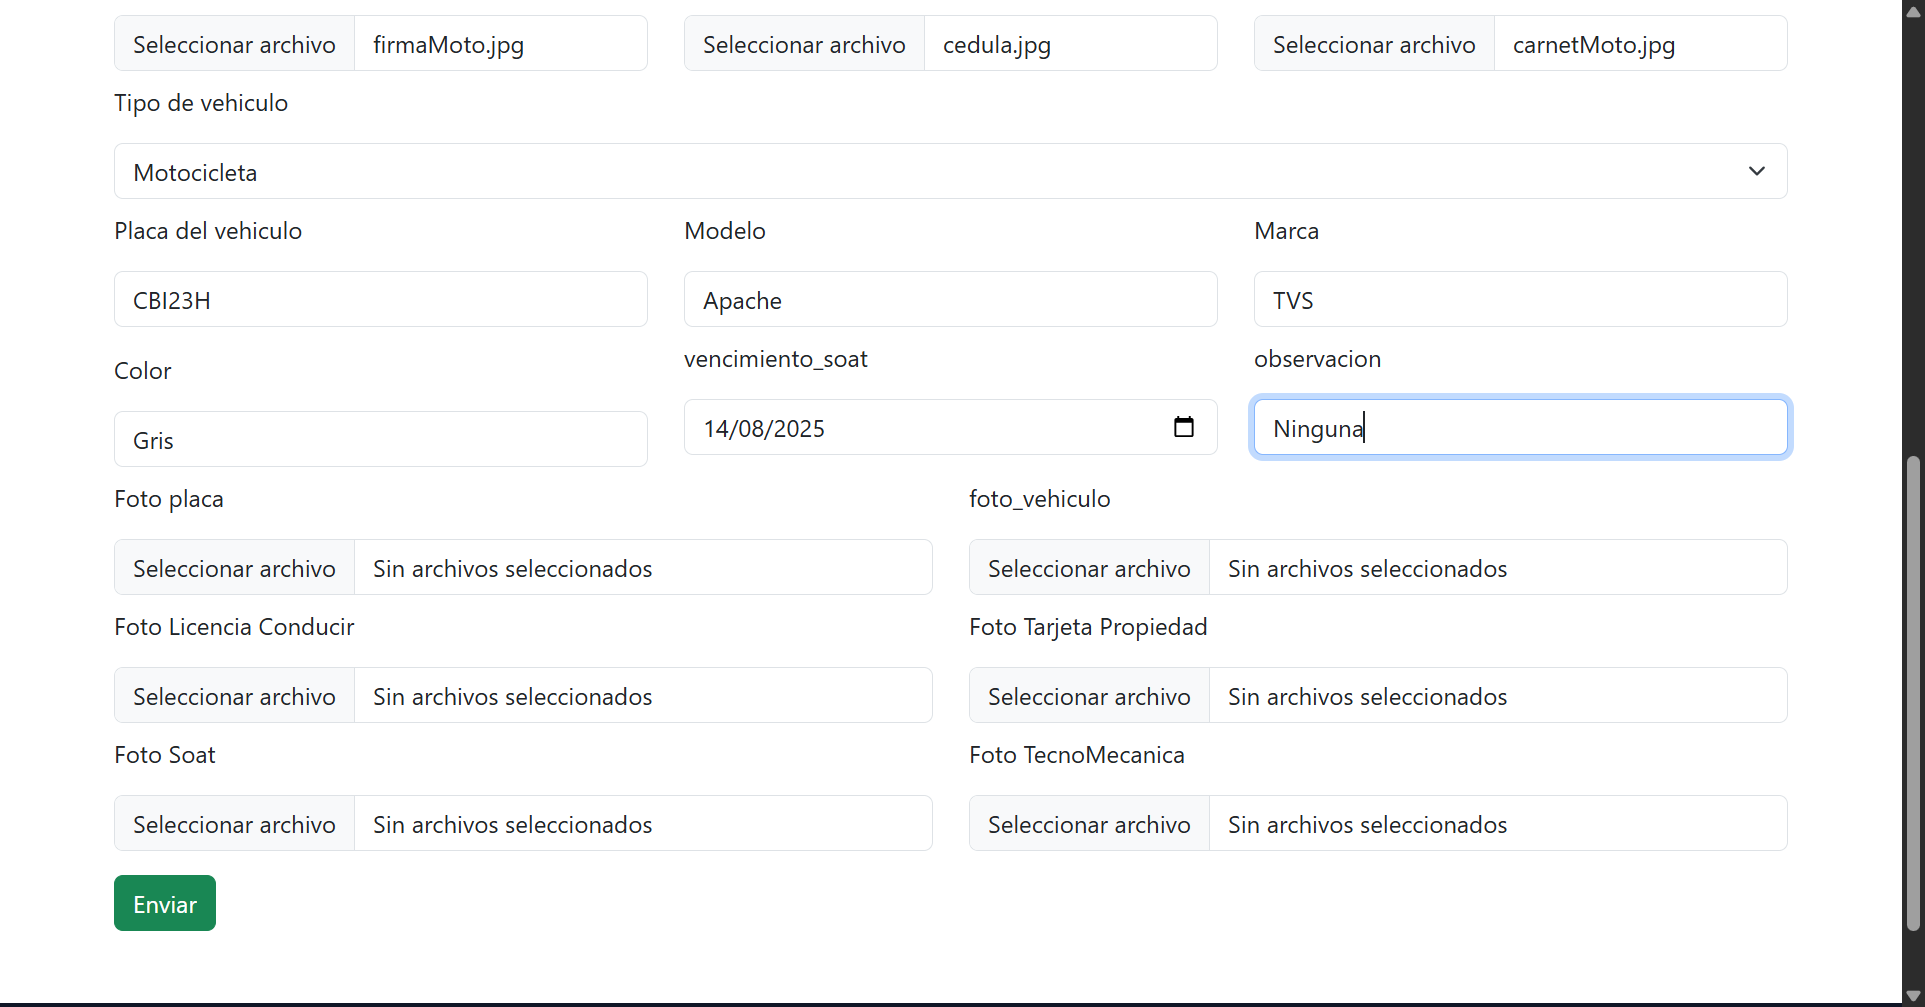 Seleccionar archivo firmaMoto.jpg Seleccionar archivo cedula.jpg Seleccionar archivo carnetMoto.jpg
Tipo de vehiculo
Motocicleta
Placa del vehiculo Modelo Marca
CBI23H Apache TVS
Color vencimiento_soat observacion
Gris 14/08/2025 Ninguna
Foto placa foto_vehiculo
Seleccionar archivo Sin archivos seleccionados Seleccionar archivo Sin archivos seleccionados
Foto Licencia Conducir Foto Tarjeta Propiedad
Seleccionar archivo Sin archivos seleccionados Seleccionar archivo Sin archivos seleccionados
Foto Soat Foto TecnoMecanica
Seleccionar archivo Sin archivos seleccionados Seleccionar archivo Sin archivos seleccionados
Enviar